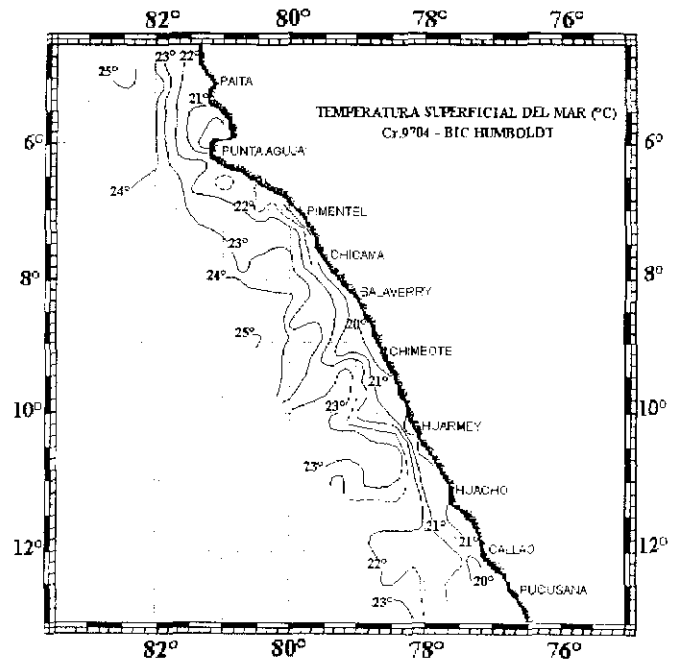 82° 80° 78° 76°
23° 22°
25°
PAITA
21°
TEMPERATURA SUPERFICIAL DEL MAR (°C)
Cr.9704 - BIC HUMBOLDT
6° 6°
PUNTA AGUJA
24°
22°
PIMENTEL
23°
CHICAMA
8° 24° 8°
SALAVERRY
20°
25°
CHIMBOTE
21°
23°
10° 10°
HUARMEY
23°
HUACHO
21°
21°
12° CALLAO 12°
22°
20°
PUCUSANA
23°
82° 80° 78° 76°